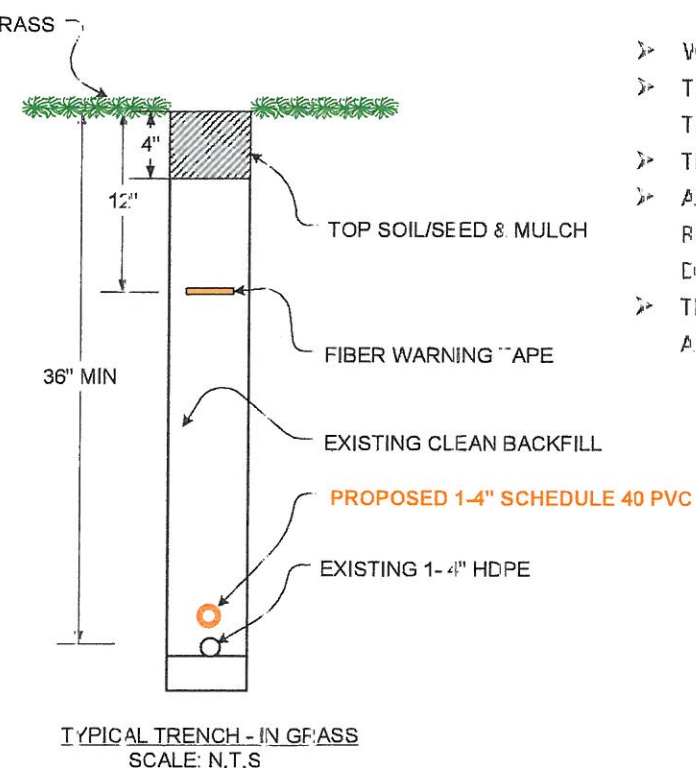 RASS
4"
12"
TOP SOIL/SEED & MULCH
FIBER WARNING TAPE
36" MIN
EXISTING CLEAN BACKFILL
PROPOSED 1-4" SCHEDULE 40 PVC
EXISTING 1-4" HDPE
TYPICAL TRENCH - IN GRASS
SCALE: N.T.S